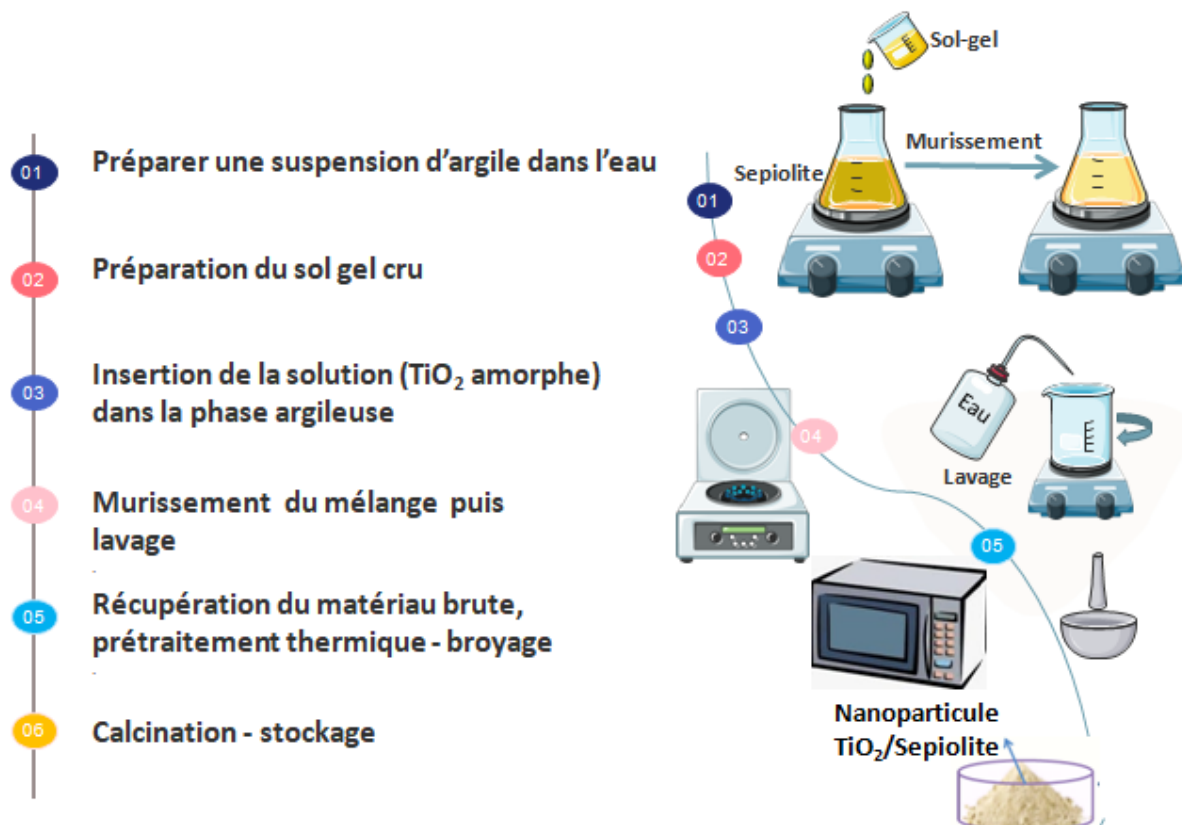 01
Préparer une suspension d'argile dans l'eau
02
Préparation du sol gel cru
03
Insertion de la solution (TiO₂ amorphe)
dans la phase argileuse
04
Murissement du mélange puis
lavage
05
Récupération du matériau brute,
prétraitement thermique - broyage
06
Calcination - stockage
Sol-gel
Sepiolite
Murissement
01
02
03
04
Eau
Lavage
05
Nanoparticule
TiO₂/Sepiolite